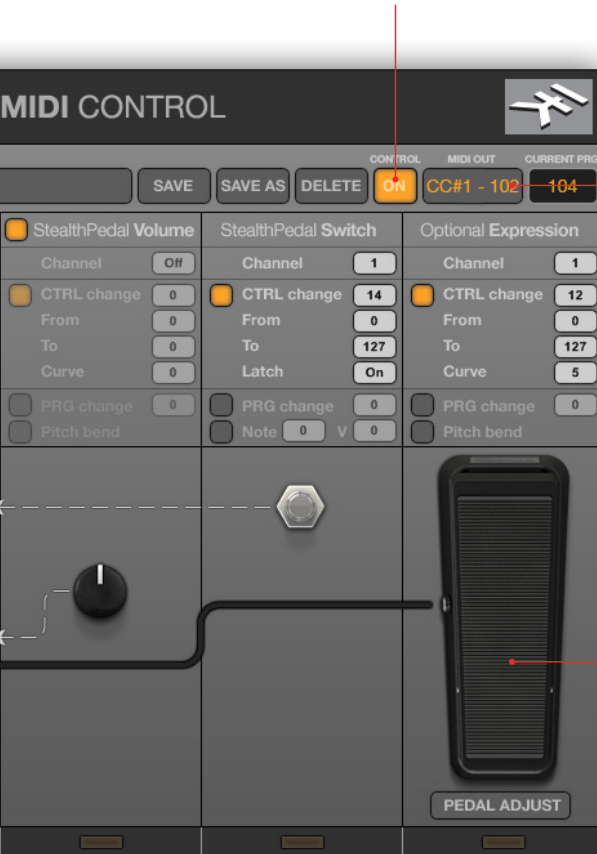 MIDI CONTROL
CONTROL MIDI OUT CURRENT PRG
SAVE SAVE AS DELETE ON CC#1 - 102 104
StealthPedal Volume StealthPedal Switch Optional Expression
Channel Off Channel 1 Channel 1
CTRL change 0 CTRL change 14 CTRL change 12
From 0 From 0 From 0
To 0 To 127 To 127
Curve 0 Latch On Curve 5
PRG change 0 PRG change 0 PRG change 0
Pitch bend Note 0 V 0 Pitch bend
PEDAL ADJUST